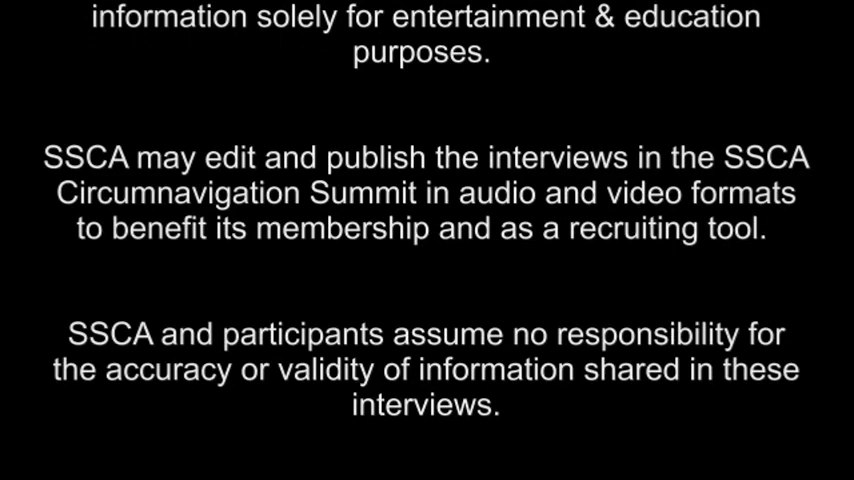 information solely for entertainment & education
purposes.
SSCA may edit and publish the interviews in the SSCA
Circumnavigation Summit in audio and video formats
to benefit its membership and as a recruiting tool.
SSCA and participants assume no responsibility for
the accuracy or validity of information shared in these
interviews.